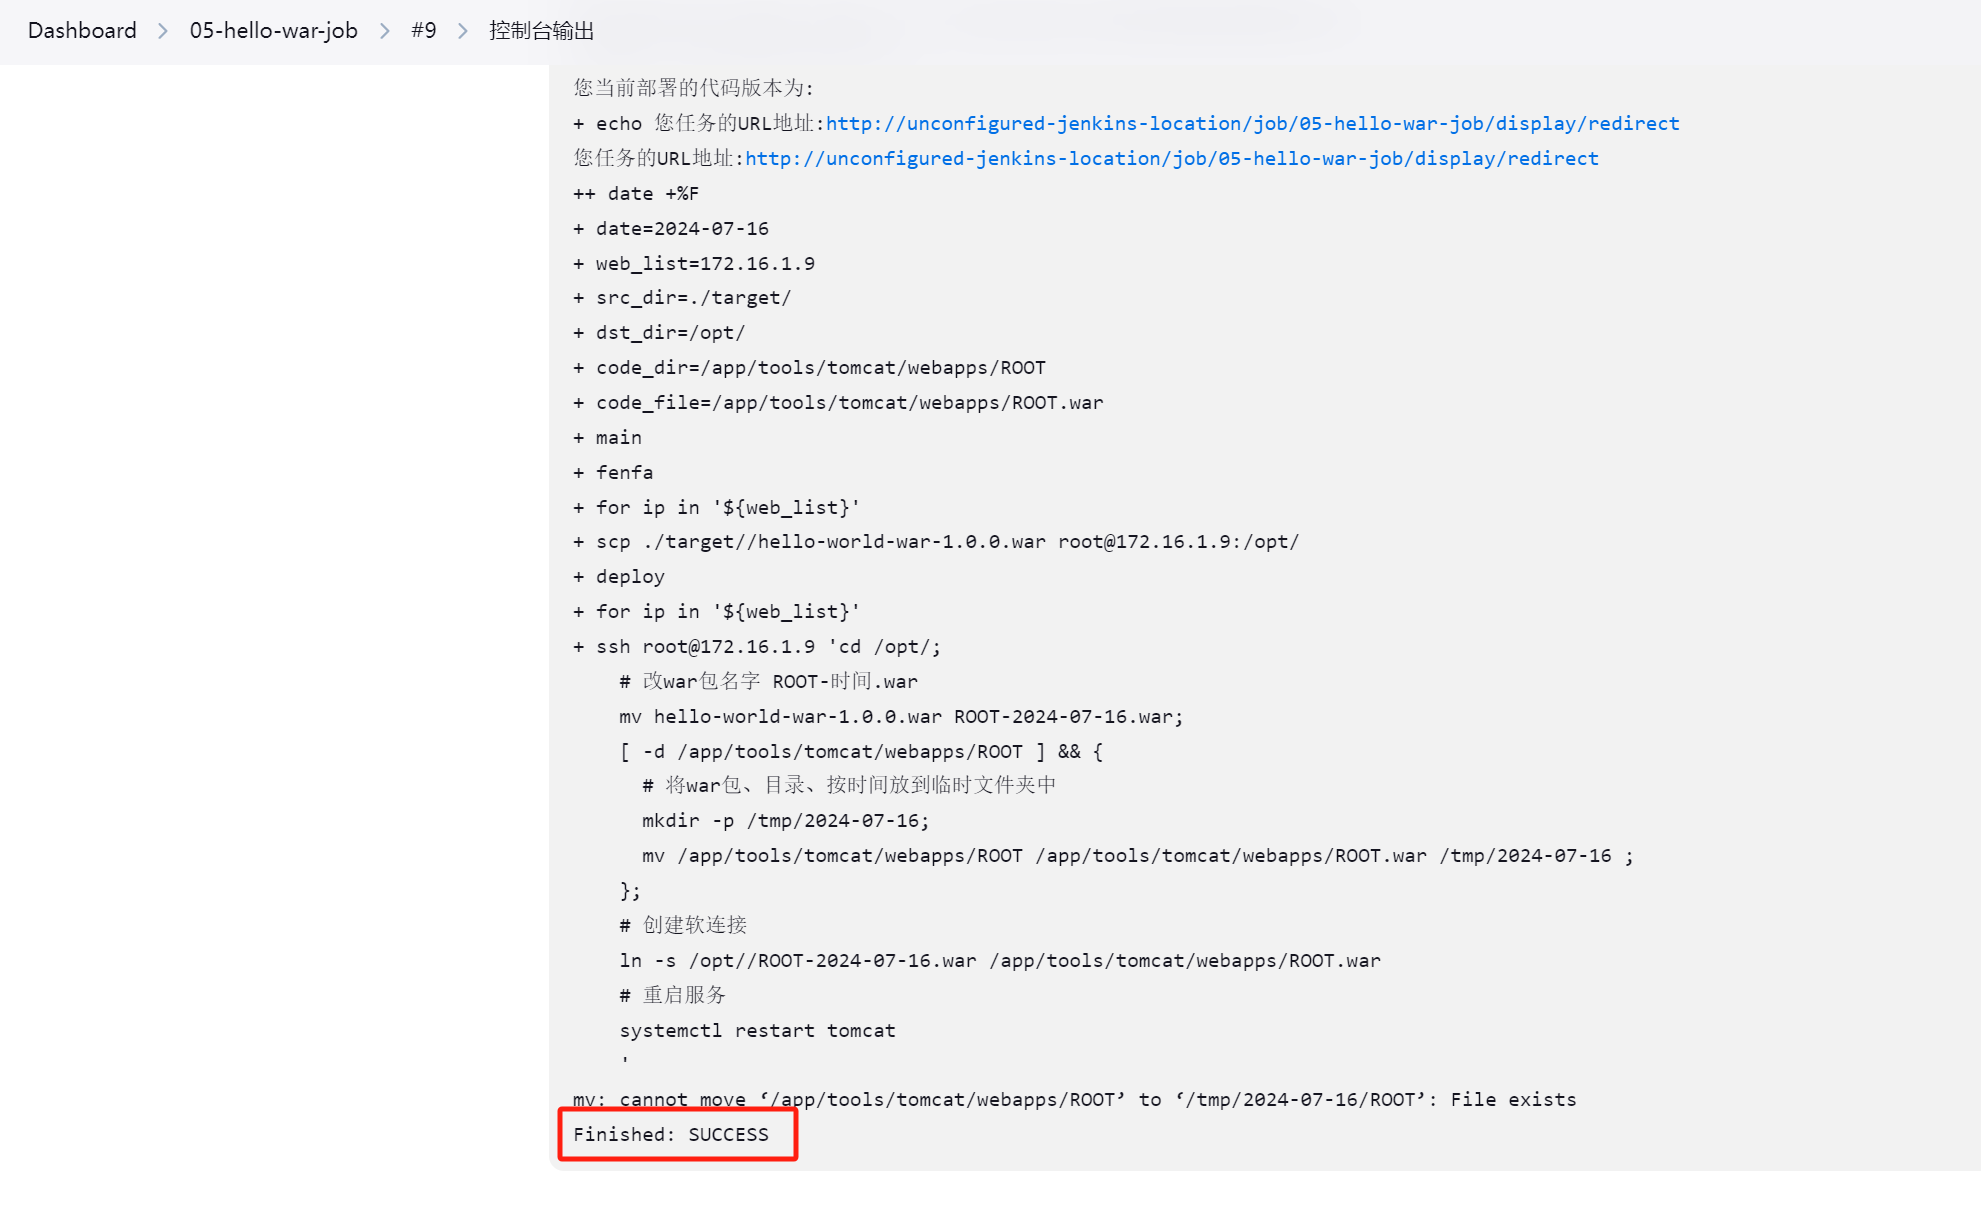 Dashboard > 05-hello-war-job > #9 > 控制台输出
您当前部署的代码版本为:
+ echo 您任务的URL地址:http://unconfigured-jenkins-location/job/05-hello-war-job/display/redirect
您任务的URL地址:http://unconfigured-jenkins-location/job/05-hello-war-job/display/redirect
++ date +%F
+ date=2024-07-16
+ web_list=172.16.1.9
+ src_dir=./target/
+ dst_dir=/opt/
+ code_dir=/app/tools/tomcat/webapps/ROOT
+ code_file=/app/tools/tomcat/webapps/ROOT.war
+ main
+ fenfa
+ for ip in '${web_list}'
+ scp ./target//hello-world-war-1.0.0.war root@172.16.1.9:/opt/
+ deploy
+ for ip in '${web_list}'
+ ssh root@172.16.1.9 'cd /opt/;
    # 改war包名字 ROOT-时间.war
    mv hello-world-war-1.0.0.war ROOT-2024-07-16.war;
    [ -d /app/tools/tomcat/webapps/ROOT ] && {
      # 将war包、目录、按时间放到临时文件夹中
      mkdir -p /tmp/2024-07-16;
      mv /app/tools/tomcat/webapps/ROOT /app/tools/tomcat/webapps/ROOT.war /tmp/2024-07-16 ;
    };
    # 创建软连接
    ln -s /opt//ROOT-2024-07-16.war /app/tools/tomcat/webapps/ROOT.war
    # 重启服务
    systemctl restart tomcat
    '
mv: cannot move ‘/app/tools/tomcat/webapps/ROOT’ to ‘/tmp/2024-07-16/ROOT’: File exists
Finished: SUCCESS